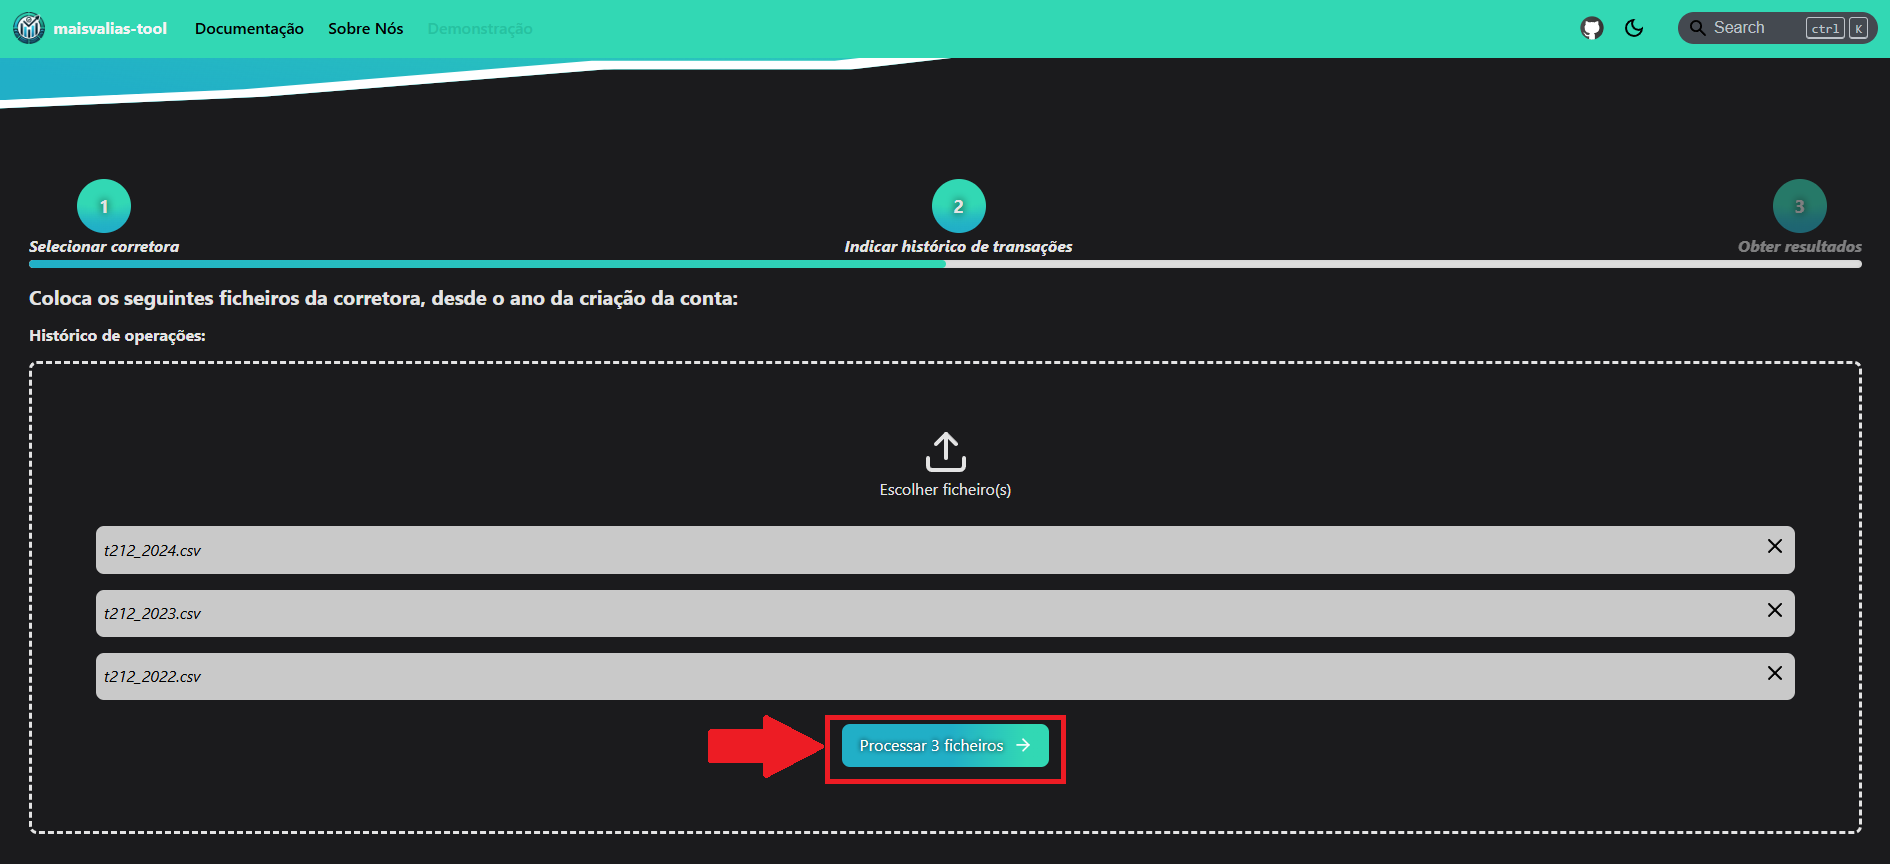 maisvalias-tool Documentação Sobre Nós Demonstração Search ctrl K
1 2 3
Selecionar corretora Indicar histórico de transações Obter resultados
Coloca os seguintes ficheiros da corretora, desde o ano da criação da conta:
Histórico de operações:
Escolher ficheiro(s)
t212_2024.csv
t212_2023.csv
t212_2022.csv
Processar 3 ficheiros